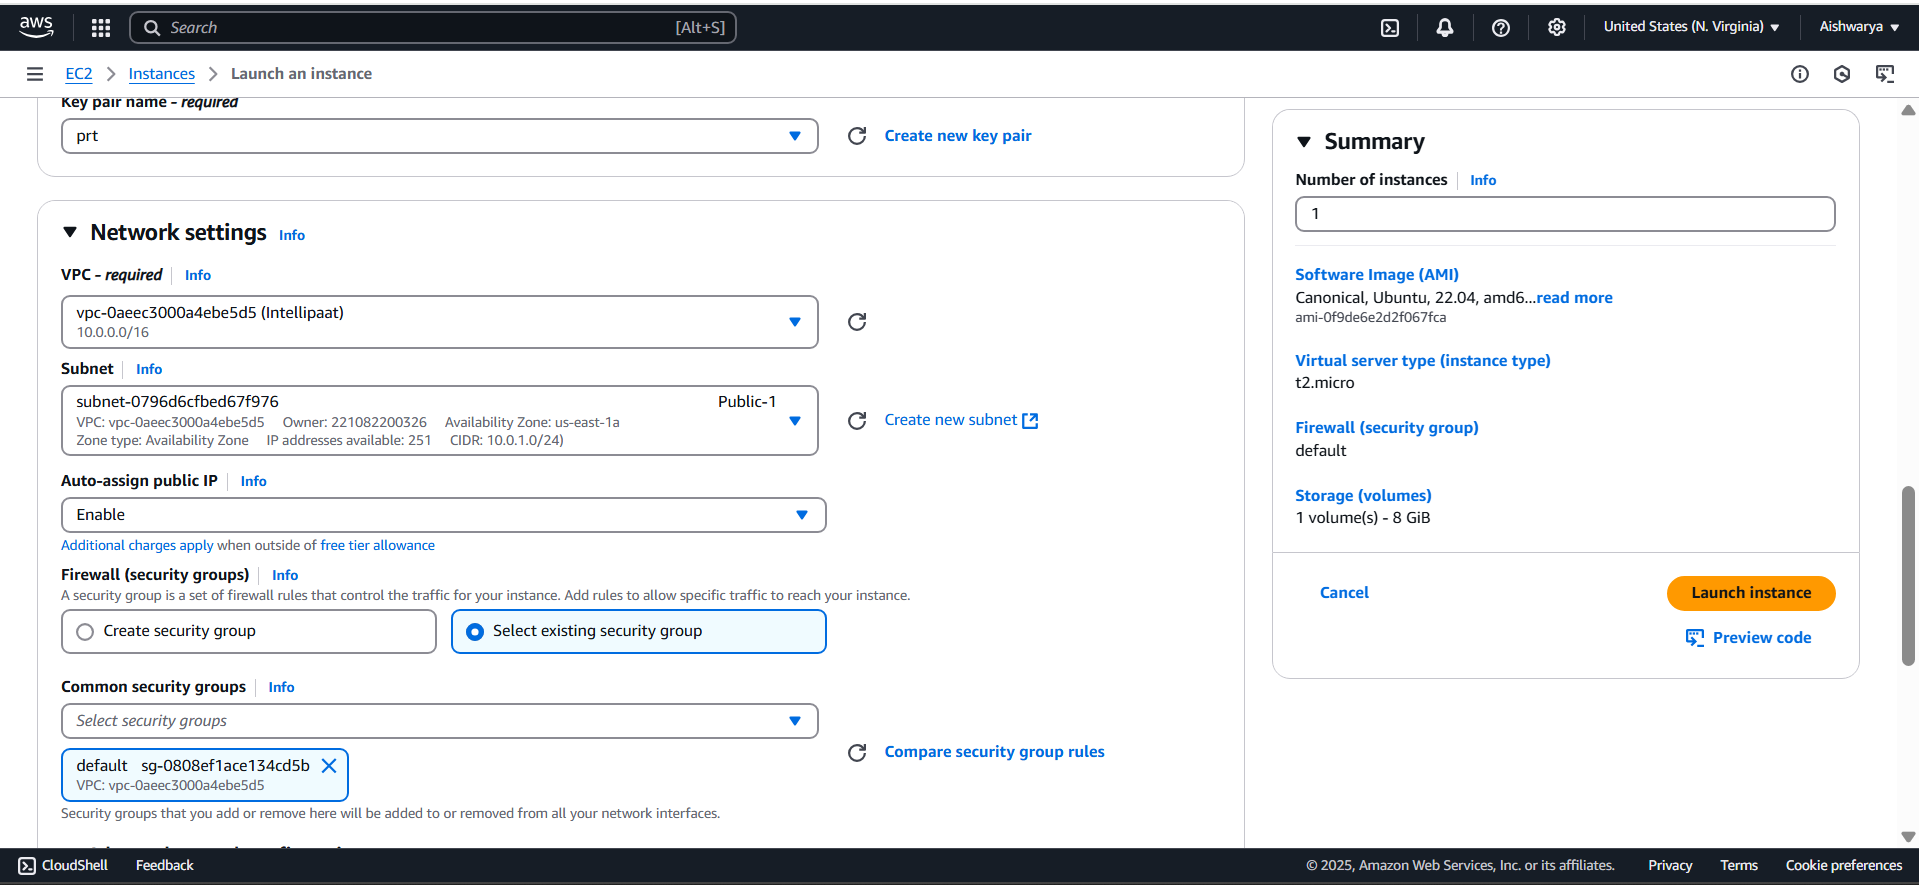 aws
Search [Alt+S]
United States (N. Virginia)
Aishwarya
EC2 Instances Launch an instance
Key pair name - required
prt
Create new key pair
Network settings Info
VPC - required Info
vpc-0aeec3000a4ebe5d5 (Intellipaat)
10.0.0.0/16
Subnet Info
subnet-0796d6cfbed67f976 Public-1
VPC: vpc-0aeec3000a4ebe5d5 Owner: 221082200326 Availability Zone: us-east-1a
Zone type: Availability Zone IP addresses available: 251 CIDR: 10.0.1.0/24)
Create new subnet
Auto-assign public IP Info
Enable
Additional charges apply when outside of free tier allowance
Firewall (security groups) Info
A security group is a set of firewall rules that control the traffic for your instance. Add rules to allow specific traffic to reach your instance.
Create security group
Select existing security group
Common security groups Info
Select security groups
default sg-0808ef1ace134cd5b
VPC: vpc-0aeec3000a4ebe5d5
Compare security group rules
Security groups that you add or remove here will be added to or removed from all your network interfaces.
Summary
Number of instances Info
1
Software Image (AMI)
Canonical, Ubuntu, 22.04, amd6...read more
ami-0f9de6e2d2f067fca
Virtual server type (instance type)
t2.micro
Firewall (security group)
default
Storage (volumes)
1 volume(s) - 8 GiB
Cancel
Launch instance
Preview code
CloudShell
Feedback
© 2025, Amazon Web Services, Inc. or its affiliates.
Privacy
Terms
Cookie preferences